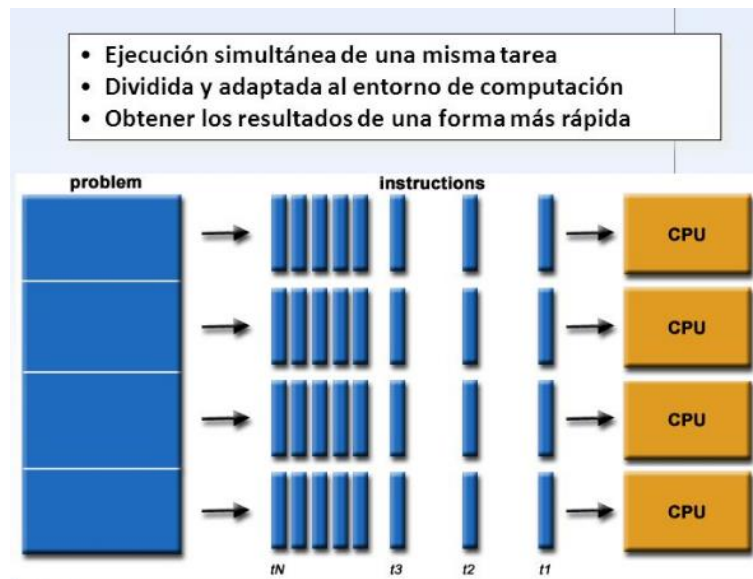 • Ejecución simultánea de una misma tarea
• Dividida y adaptada al entorno de computación
• Obtener los resultados de una forma más rápida
problem instructions
CPU
CPU
CPU
CPU
tN t3 t2 t1